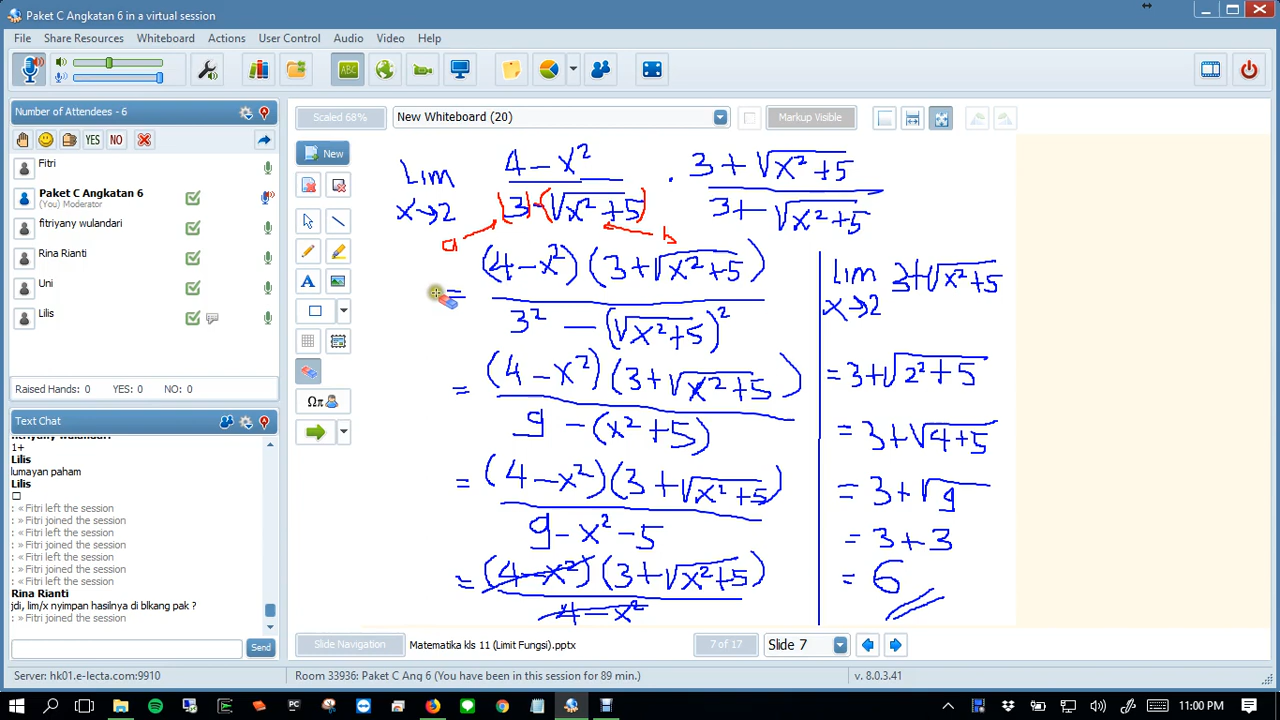 Paket C Angkatan 6 in a virtual session
File Share Resources Whiteboard Actions User Control Audio Video Help
ABC
Number of Attendees - 6
YES NO
Fitri
Paket C Angkatan 6
(You) Moderator
fitriyany wulandari
Rina Rianti
Uni
Lilis
Raised Hands: 0 YES: 0 NO: 0
Text Chat
fitriyany wulandari
1+
Lilis
lumayan paham
Lilis
□
: « Fitri left the session
: » Fitri joined the session
: « Fitri left the session
: » Fitri joined the session
: « Fitri left the session
: » Fitri joined the session
Rina Rianti
jdi, lim/x nyimpan hasilnya di blkang pak ?
: » Fitri joined the session
Send
Scaled 68%
New Whiteboard (20)
Markup Visible
New
A
Ωπ
Lim x→2 4 - x² / (3) - (√x² + 5) . 3 + √x² + 5 / 3 + √x² + 5
a b
= (4 - x²) (3 + √x² + 5) / 3² - (√x² + 5)²
= (4 - x²) (3 + √x² + 5) / 9 - (x² + 5)
= (4 - x²) (3 + √x² + 5) / 9 - x² - 5
= (4 - x²) (3 + √x² + 5) / 4 - x²
Lim x→2 3 + √x² + 5
= 3 + √2² + 5
= 3 + √4 + 5
= 3 + √9
= 3 + 3
= 6
Slide Navigation
Matematika kls 11 (Limit Fungsi).pptx
7 of 17
Slide 7
Server: hk01.e-lecta.com:9910
Room 33936: Paket C Ang 6 (You have been in this session for 89 min.)
v. 8.0.3.41
PC
11:00 PM